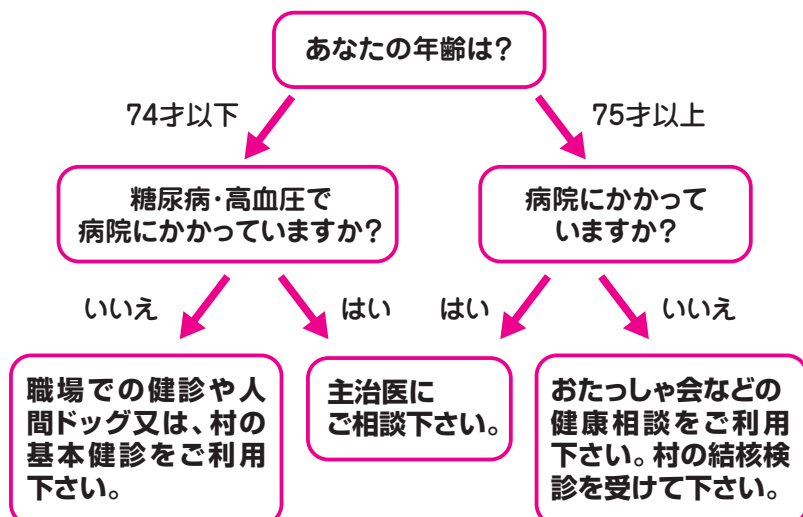 あなたの年齢は?
74才以下
75才以上
糖尿病・高血圧で
病院にかかっていますか?
病院にかかって
いますか?
いいえ
はい
はい
いいえ
職場での健診や人
間ドッグ又は、村の
基本健診をご利用
下さい。
主治医に
ご相談下さい。
おたっしゃ会などの
健康相談をご利用
下さい。村の結核検
診を受けて下さい。